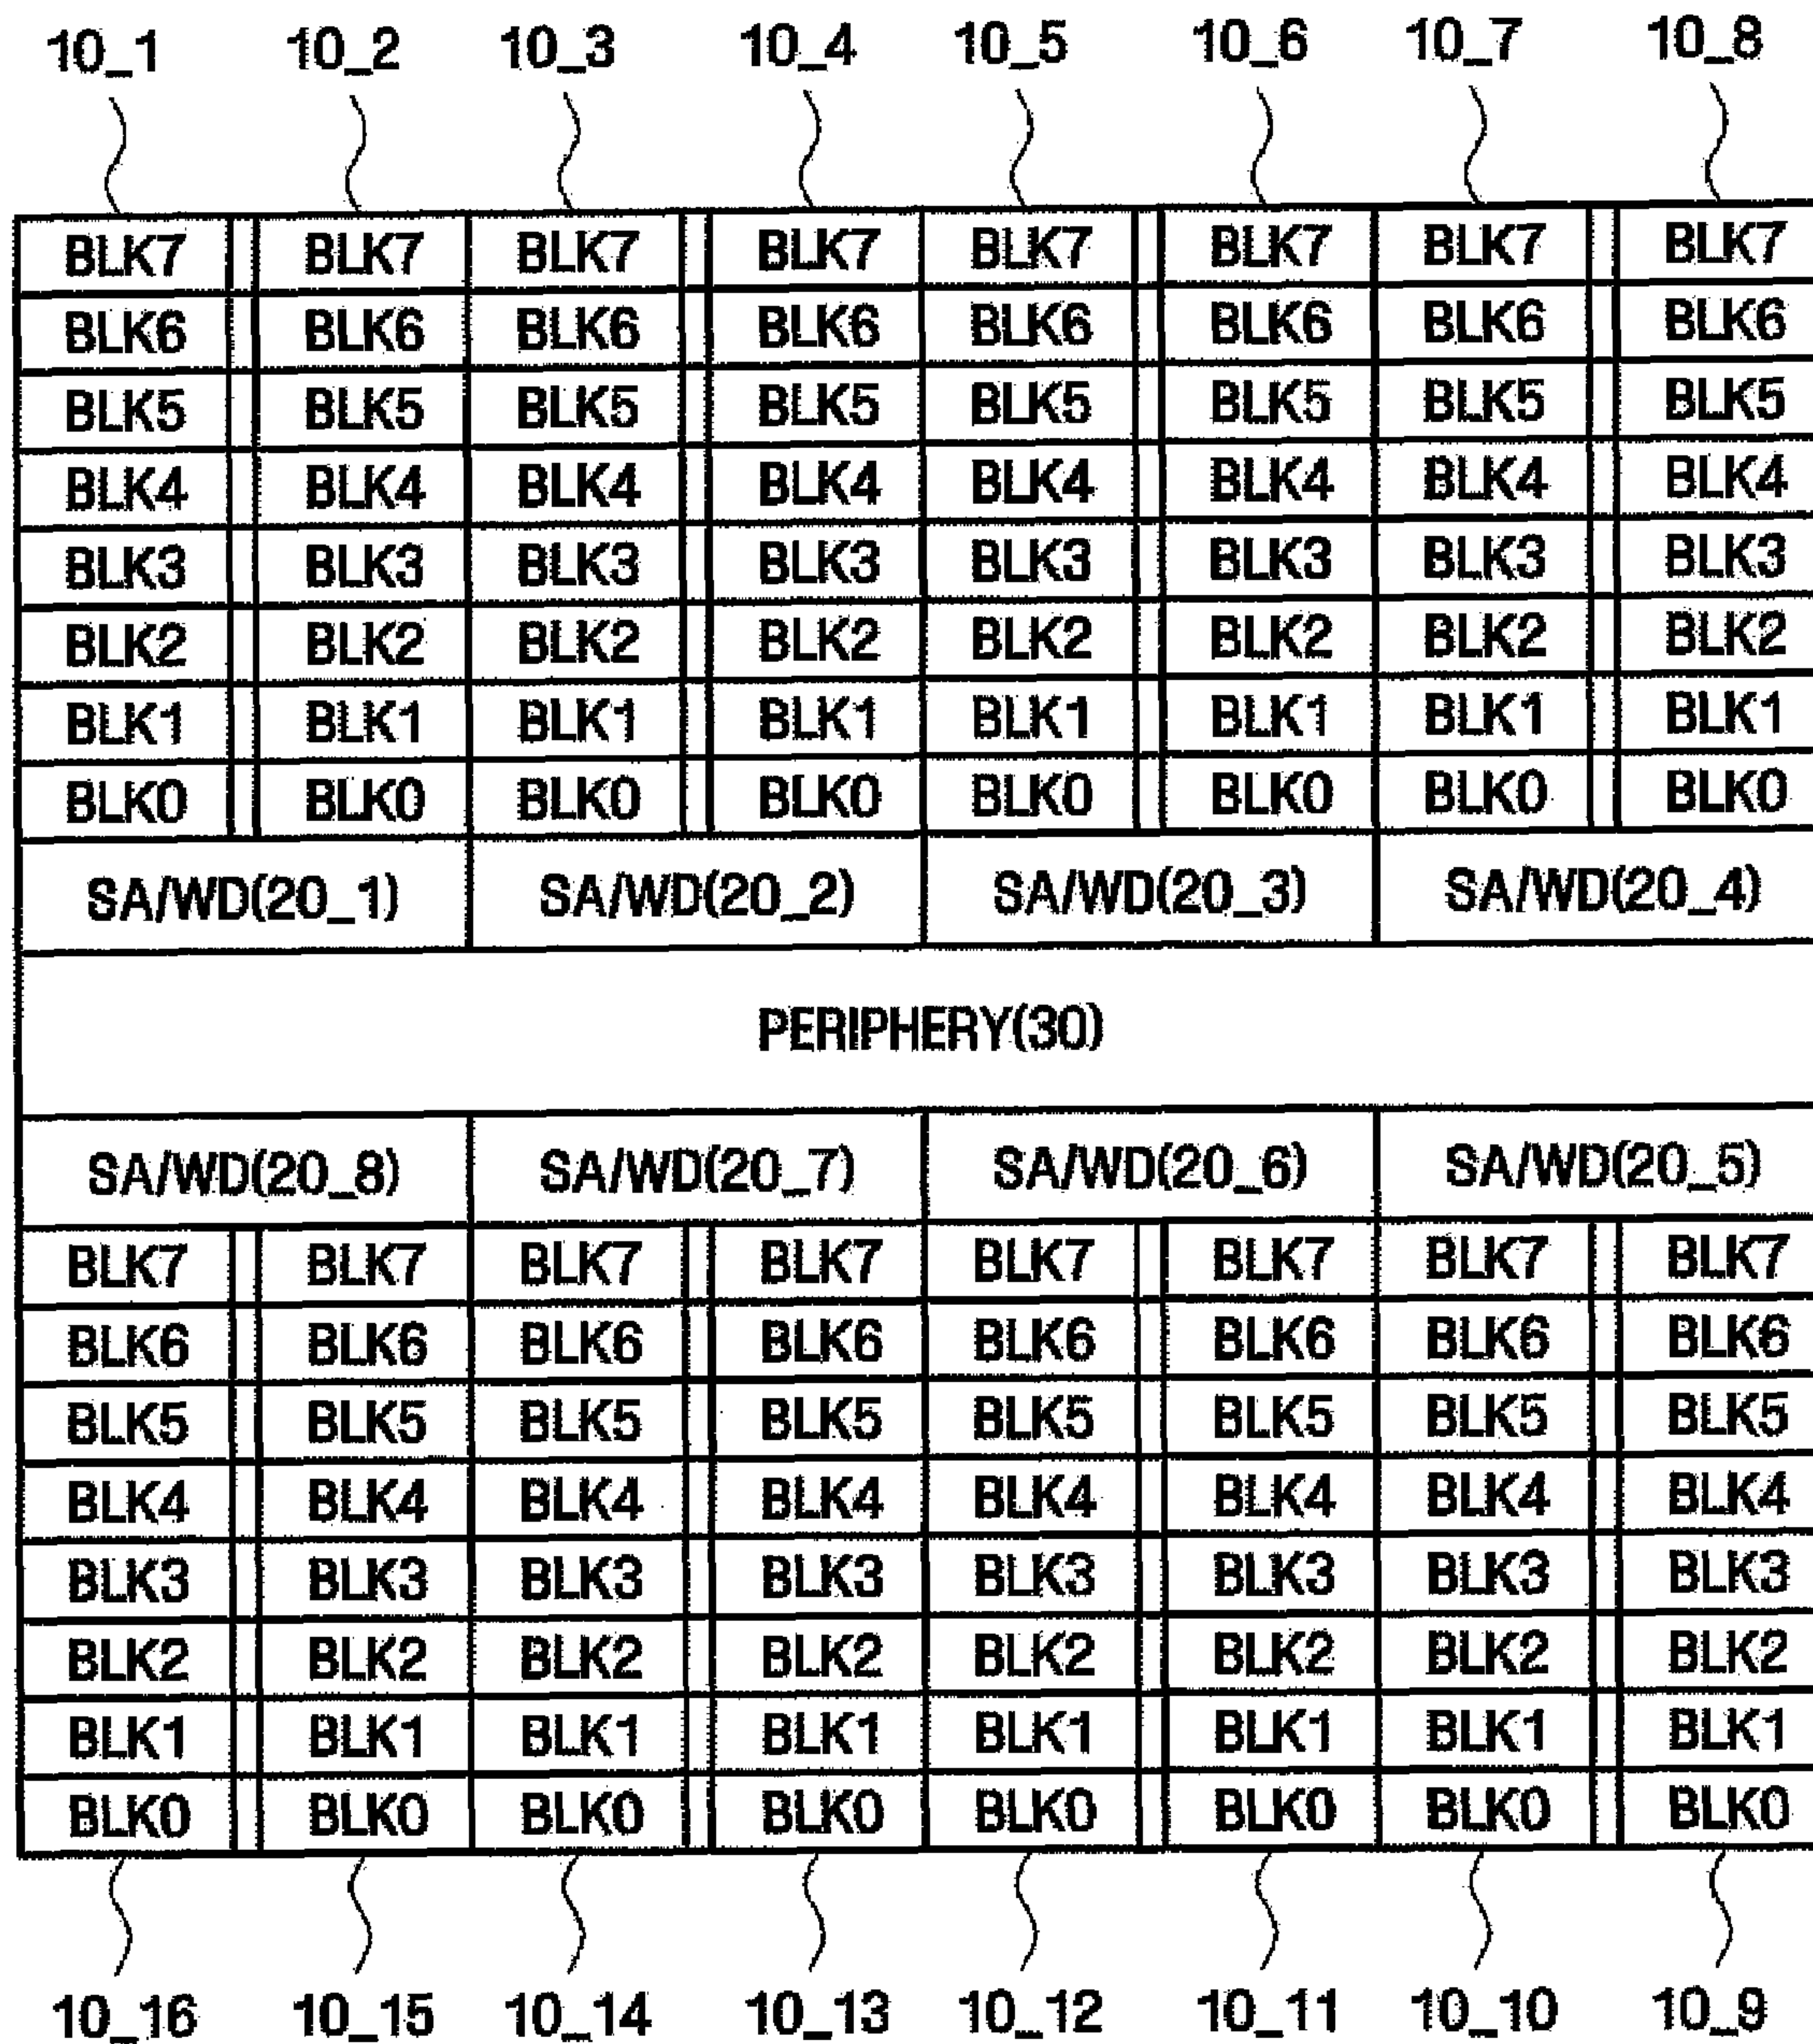 10_1 10_2 10_3 10_4 10_5 10_6 10_7 10_8
BLK7 BLK7 BLK7 BLK7 BLK7 BLK7 BLK7 BLK7
BLK6 BLK6 BLK6 BLK6 BLK6 BLK6 BLK6 BLK6
BLK5 BLK5 BLK5 BLK5 BLK5 BLK5 BLK5 BLK5
BLK4 BLK4 BLK4 BLK4 BLK4 BLK4 BLK4 BLK4
BLK3 BLK3 BLK3 BLK3 BLK3 BLK3 BLK3 BLK3
BLK2 BLK2 BLK2 BLK2 BLK2 BLK2 BLK2 BLK2
BLK1 BLK1 BLK1 BLK1 BLK1 BLK1 BLK1 BLK1
BLK0 BLK0 BLK0 BLK0 BLK0 BLK0 BLK0 BLK0
SA/WD(20_1) SA/WD(20_2) SA/WD(20_3) SA/WD(20_4)
PERIPHERY(30)
SA/WD(20_8) SA/WD(20_7) SA/WD(20_6) SA/WD(20_5)
BLK7 BLK7 BLK7 BLK7 BLK7 BLK7 BLK7 BLK7
BLK6 BLK6 BLK6 BLK6 BLK6 BLK6 BLK6 BLK6
BLK5 BLK5 BLK5 BLK5 BLK5 BLK5 BLK5 BLK5
BLK4 BLK4 BLK4 BLK4 BLK4 BLK4 BLK4 BLK4
BLK3 BLK3 BLK3 BLK3 BLK3 BLK3 BLK3 BLK3
BLK2 BLK2 BLK2 BLK2 BLK2 BLK2 BLK2 BLK2
BLK1 BLK1 BLK1 BLK1 BLK1 BLK1 BLK1 BLK1
BLK0 BLK0 BLK0 BLK0 BLK0 BLK0 BLK0 BLK0
10_16 10_15 10_14 10_13 10_12 10_11 10_10 10_9